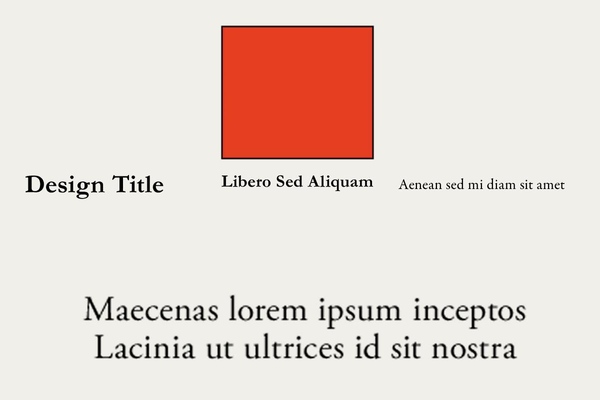 Design Title
Libero Sed Aliquam
Aenean sed mi diam sit amet
Maecenas lorem ipsum inceptos
Lacinia ut ultrices id sit nostra